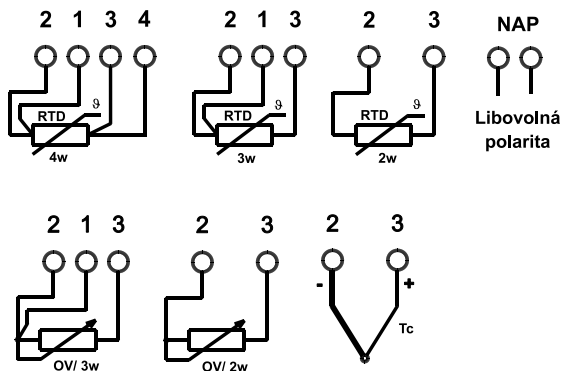 2 1 3 4
RTD ϑ
4w
2 1 3
RTD ϑ
3w
2 3
RTD ϑ
2w
NAP
Libovolná
polarita
2 1 3
OV/ 3w
2 3
OV/ 2w
2 3
- +
Tc